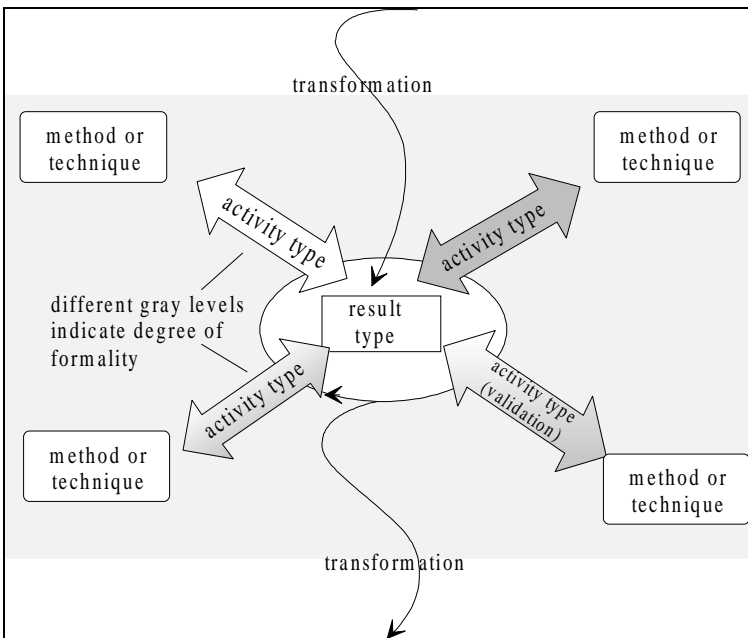 transformation
method or
technique
method or
technique
activity type
activity type
different gray levels
indicate degree of
formality
result
type
activity type
activity type
(validation)
method or
technique
method or
technique
transformation